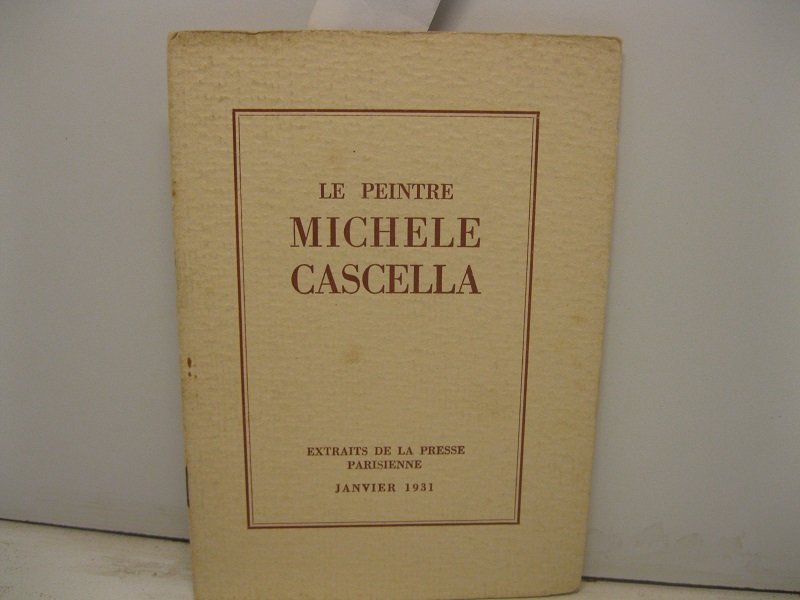 LE PEINTRE
MICHELE
CASCELLA
EXTRAITS DE LA PRESSE
PARISIENNE
JANVIER 1931